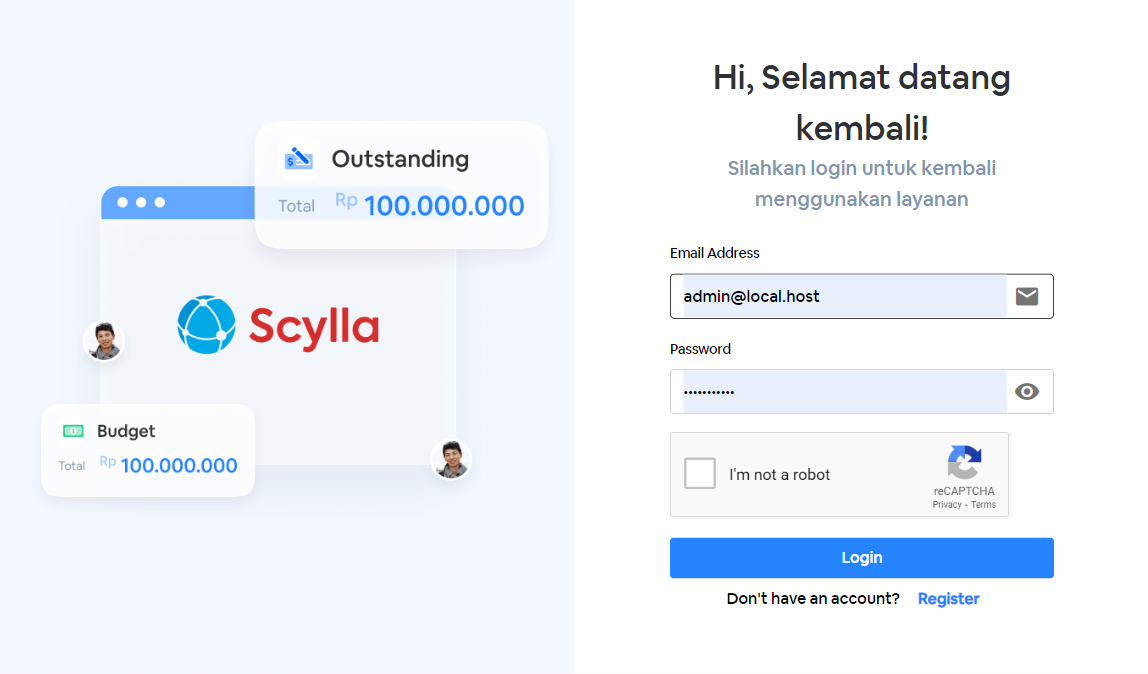 Outstanding
Total Rp 100.000.000
Scylla
Budget
Total Rp 100.000.000
Hi, Selamat datang
kembali!
Silahkan login untuk kembali
menggunakan layanan
Email Address
admin@local.host
Password
•••••••••••
I'm not a robot
reCAPTCHA
Privacy - Terms
Login
Don't have an account? Register